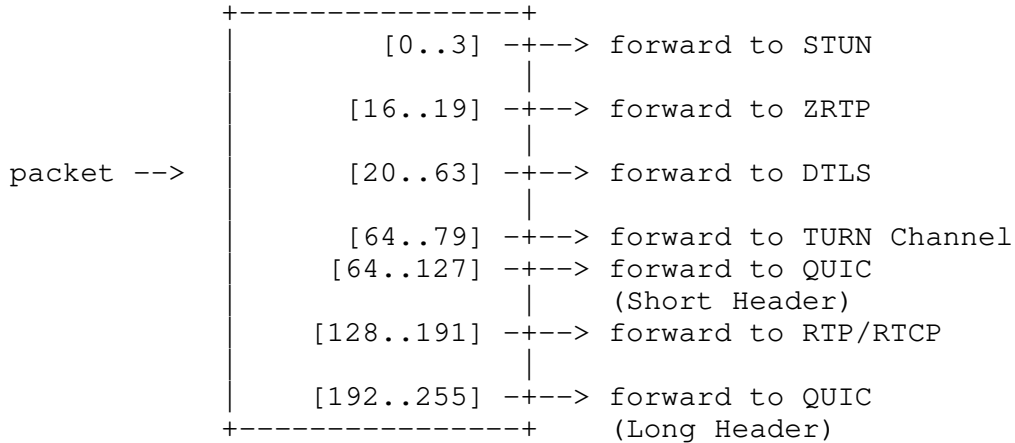 +----------------+
| [0..3] -+--> forward to STUN
| |
| [16..19] -+--> forward to ZRTP
| |
packet --> | [20..63] -+--> forward to DTLS
| |
| [64..79] -+--> forward to TURN Channel
| [64..127] -+--> forward to QUIC
| | (Short Header)
| [128..191] -+--> forward to RTP/RTCP
| |
| [192..255] -+--> forward to QUIC
+----------------+ (Long Header)